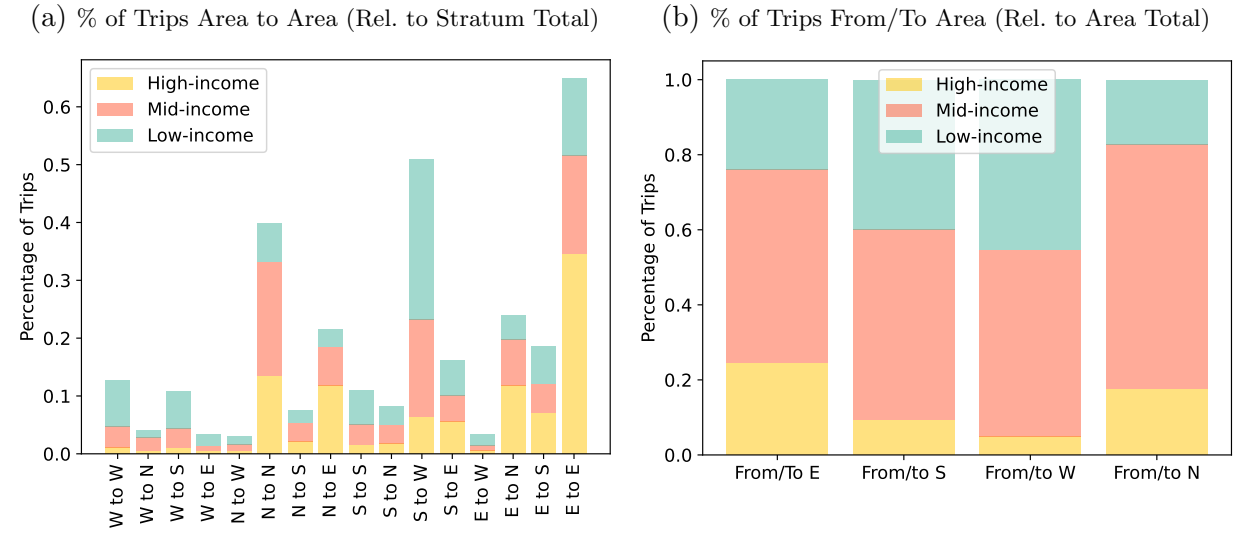 (a) % of Trips Area to Area (Rel. to Stratum Total)
High-income
Mid-income
Low-income
Percentage of Trips
0.6
0.5
0.4
0.3
0.2
0.1
0.0
W to W
W to N
W to S
W to E
N to W
N to N
N to S
N to E
S to S
S to N
S to W
S to E
E to W
E to N
E to S
E to E
(b) % of Trips From/To Area (Rel. to Area Total)
High-income
Mid-income
Low-income
Percentage of Trips
1.0
0.8
0.6
0.4
0.2
0.0
From/To E
From/to S
From/to W
From/to N